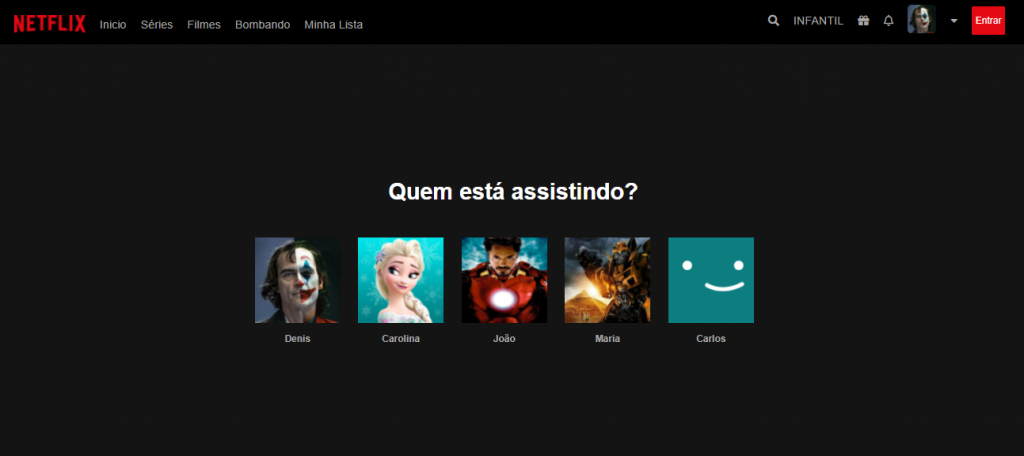 NETFLIX Inicio Séries Filmes Bombando Minha Lista INFANTIL Entrar
Quem está assistindo?
Denis Carolina João Maria Carlos